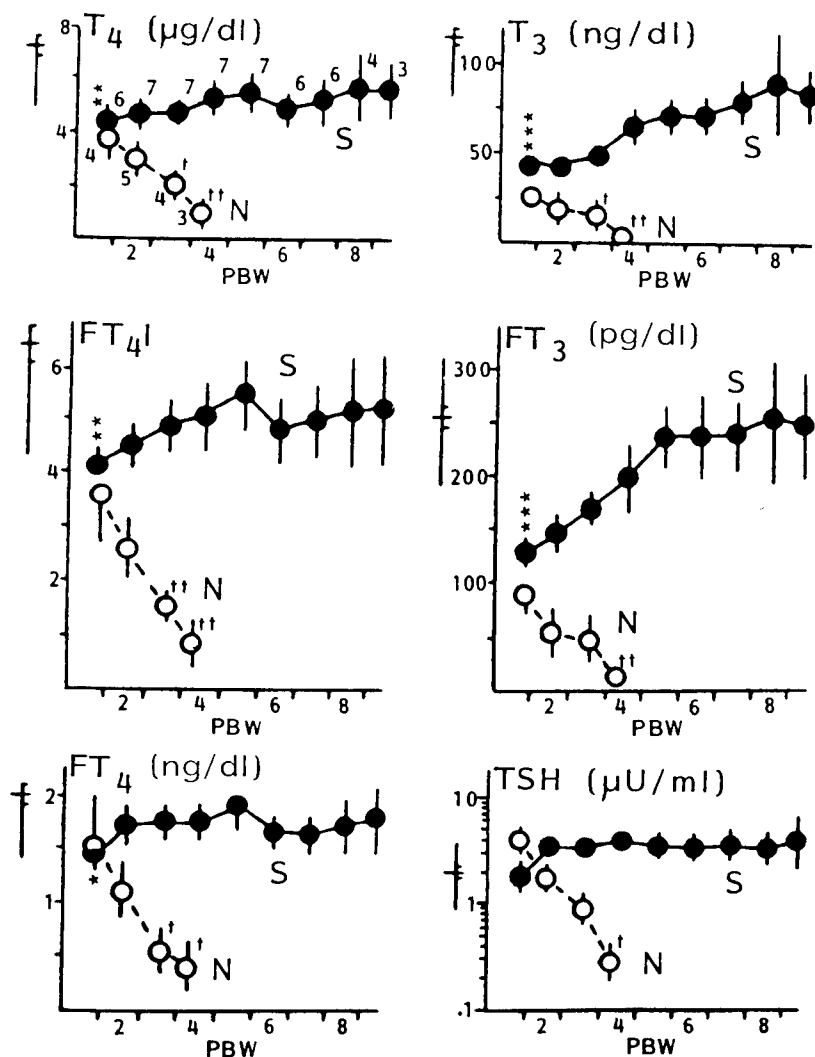 T4 (µg/dl)
8
4
** 6 7 7 7 7 6 6 4 3
S
4 5 4 † 3 †† N
2 4 6 8
PBW
T3 (ng/dl)
100
50
***
S
† †† N
2 4 6 8
PBW
FT4I
6
4
2
**
S
†† N
†††
2 4 6 8
PBW
FT3 (pg/dl)
300
200
100
***
S
N
††
2 4 6 8
PBW
FT4 (ng/dl)
2
1
*
S
† † N
2 4 6 8
PBW
TSH (µU/ml)
10
1
.1
S
† N
2 4 6 8
PBW